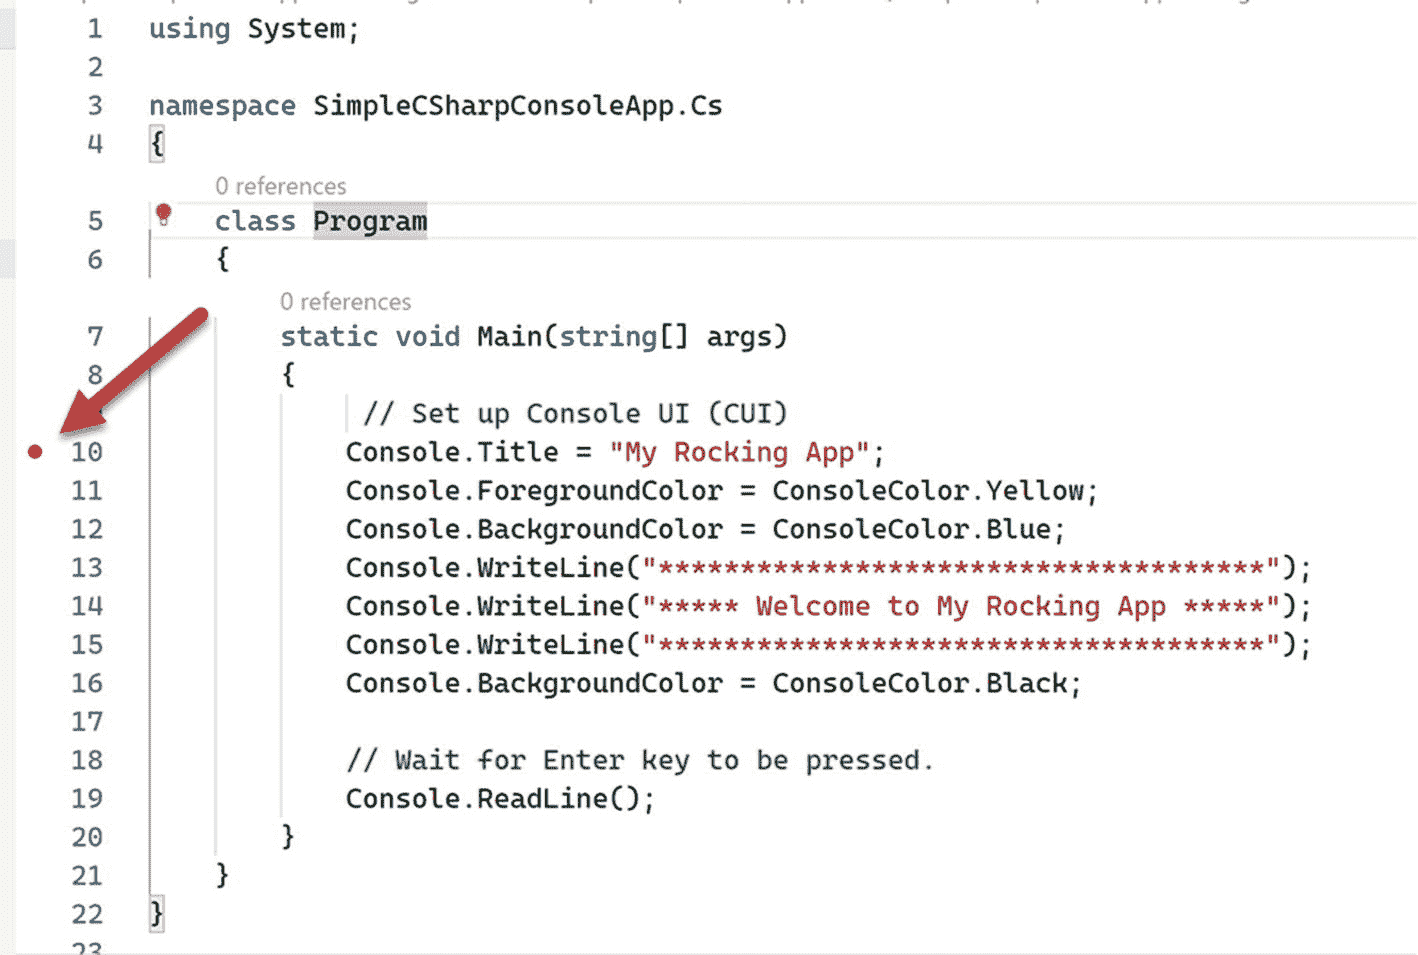 1 using System;
2
3 namespace SimpleCSharpConsoleApp.Cs
4 {
0 references
5 class Program
6 {
0 references
7 static void Main(string[] args)
8 {
// Set up Console UI (CUI)
10 Console.Title = "My Rocking App";
11 Console.ForegroundColor = ConsoleColor.Yellow;
12 Console.BackgroundColor = ConsoleColor.Blue;
13 Console.WriteLine("*************************************");
14 Console.WriteLine("***** Welcome to My Rocking App *****");
15 Console.WriteLine("*************************************");
16 Console.BackgroundColor = ConsoleColor.Black;
17
18 // Wait for Enter key to be pressed.
19 Console.ReadLine();
20 }
21 }
22 }
23